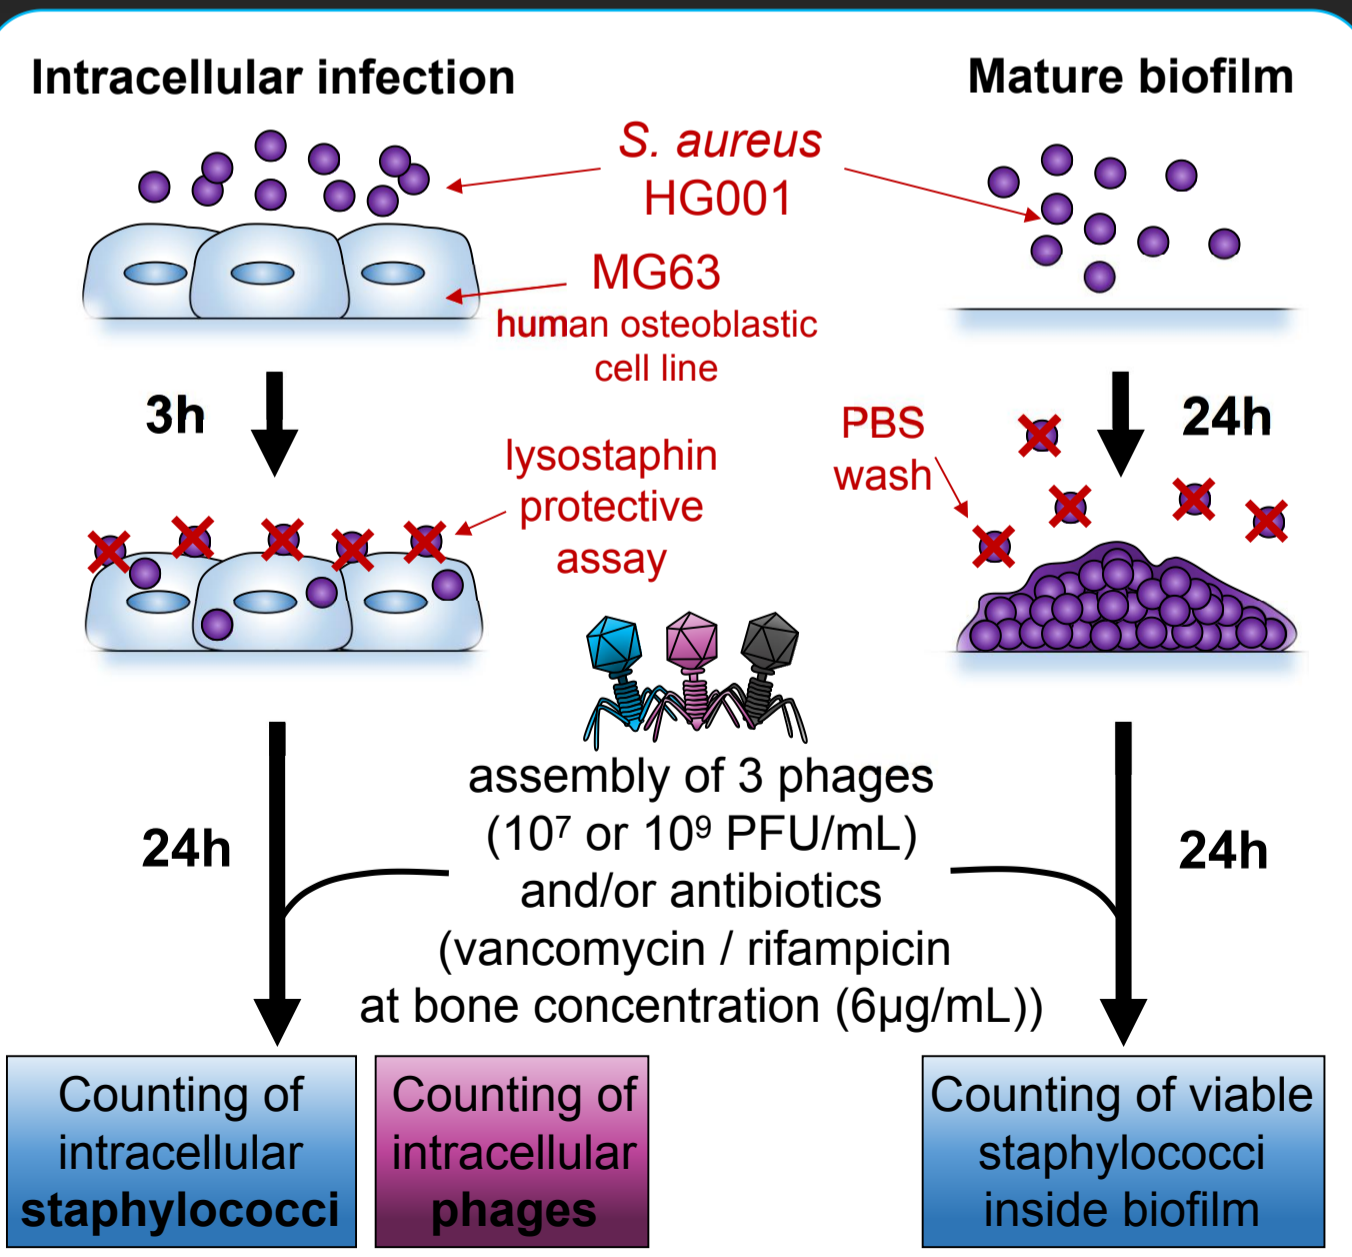 Intracellular infection
Mature biofilm
S. aureus
HG001
MG63
human osteoblastic
cell line
3h
24h
lysostaphin
protective
assay
PBS
wash
assembly of 3 phages
(10⁷ or 10⁹ PFU/mL)
and/or antibiotics
(vancomycin / rifampicin
at bone concentration (6µg/mL))
24h
24h
Counting of
intracellular
staphylococci
Counting of
intracellular
phages
Counting of viable
staphylococci
inside biofilm